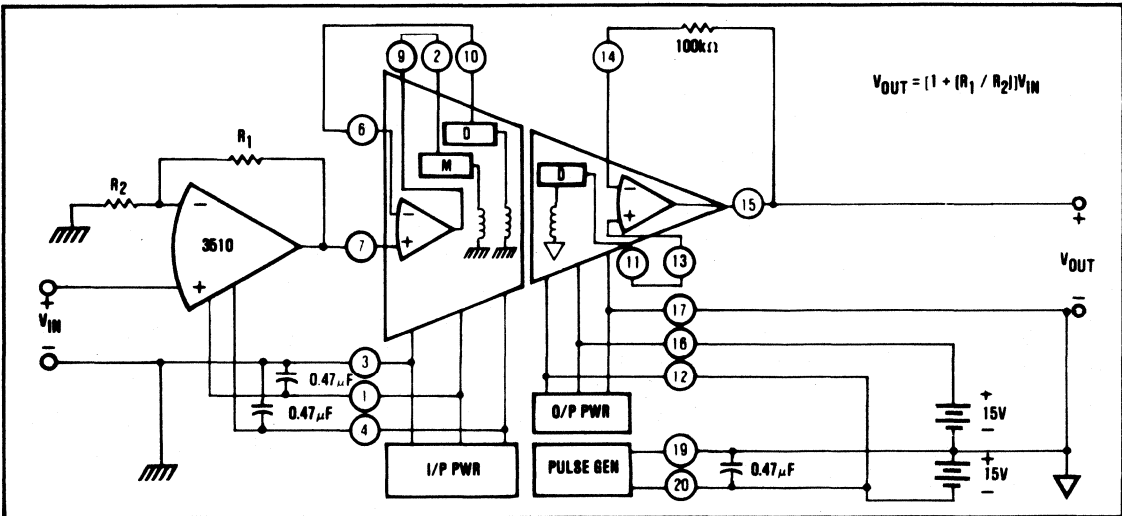 9
2
10
14
100kΩ
V_OUT = [1 + (R_1 / R_2)]V_IN
6
D
M
D
R_1
R_2
−
3510
+
7
−
+
−
+
15
+
V_OUT
−
11
13
+
V_IN
−
17
16
12
3
0.47μF
1
0.47μF
4
I/P PWR
O/P PWR
PULSE GEN
19
20
0.47μF
+
15V
−
+
15V
−